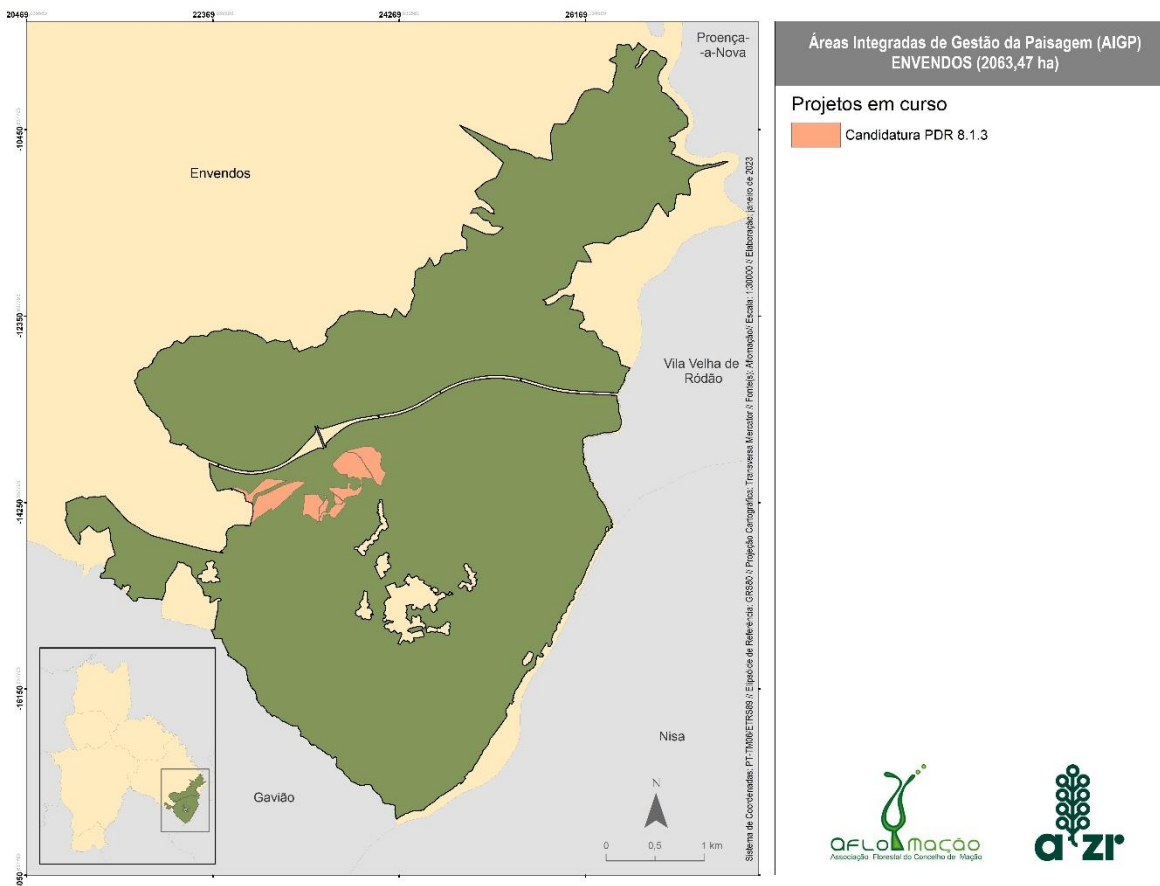 20469
22369
24269
26169
Proença-
-a-Nova
-10450
Envendos
-12350
Vila Velha de
Ródão
-14250
-16150
Nisa
Gavião
N
0 0,5 1 km
050
Sistema de Coordenadas: PT-TM06/ETRS89 // Elipsóide de Referência: GRS80 // Projeção Cartográfica: Transversa Mercator // Fonte(s): Aflomação// Escala: 1:30000 // Elaboração: janeiro de 2023
Áreas Integradas de Gestão da Paisagem (AIGP)
ENVENDOS (2063,47 ha)
Projetos em curso
Candidatura PDR 8.1.3
aflomação
Associação Florestal do Concelho de Mação
a zr